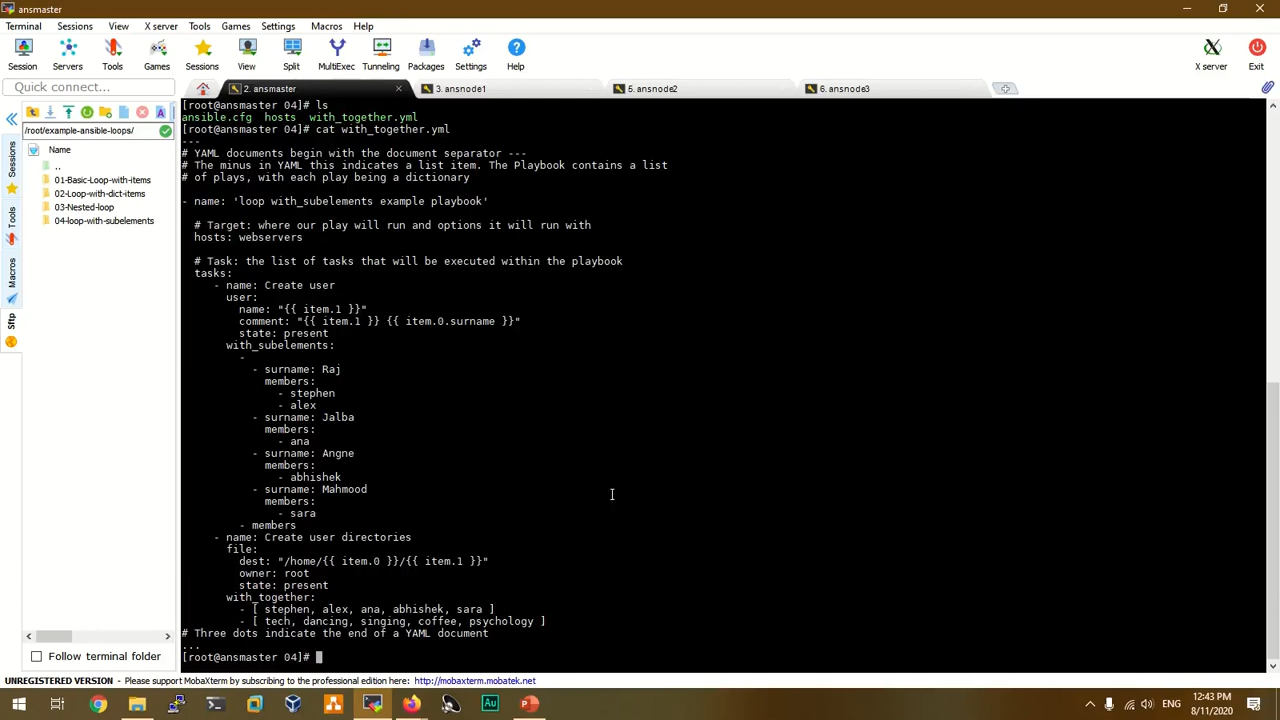 ansmaster
Terminal Sessions View X server Tools Games Settings Macros Help
Session Servers Tools Games Sessions View Split MultiExec Tunneling Packages Settings Help X server Exit
Quick connect...
2. ansmaster
3. ansnode1
5. ansnode2
6. ansnode3
/root/example-ansible-loops/
Name
..
01-Basic-Loop-with-items
02-Loop-with-dict-items
03-Nested-loop
04-loop-with-subelements
Sessions
Tools
Macros
Sftp
[root@ansmaster 04]# ls
ansible.cfg  hosts  with_together.yml
[root@ansmaster 04]# cat with_together.yml
---
# YAML documents begin with the document separator ---
# The minus in YAML this indicates a list item. The Playbook contains a list
# of plays, with each play being a dictionary
- name: 'loop with_subelements example playbook'
  # Target: where our play will run and options it will run with
  hosts: webservers
  # Task: the list of tasks that will be executed within the playbook
  tasks:
     - name: Create user
       user:
         name: "{{ item.1 }}"
         comment: "{{ item.1 }} {{ item.0.surname }}"
         state: present
       with_subelements:
         -
           - surname: Raj
             members:
               - stephen
               - alex
           - surname: Jalba
             members:
               - ana
           - surname: Angne
             members:
               - abhishek
           - surname: Mahmood
             members:
               - sara
         - members
     - name: Create user directories
       file:
         dest: "/home/{{ item.0 }}/{{ item.1 }}"
         owner: root
         state: present
       with_together:
         - [ stephen, alex, ana, abhishek, sara ]
         - [ tech, dancing, singing, coffee, psychology ]
# Three dots indicate the end of a YAML document
...
[root@ansmaster 04]#
Follow terminal folder
UNREGISTERED VERSION - Please support MobaXterm by subscribing to the professional edition here: http://mobaxterm.mobatek.net
Au
ENG
12:43 PM
8/11/2020